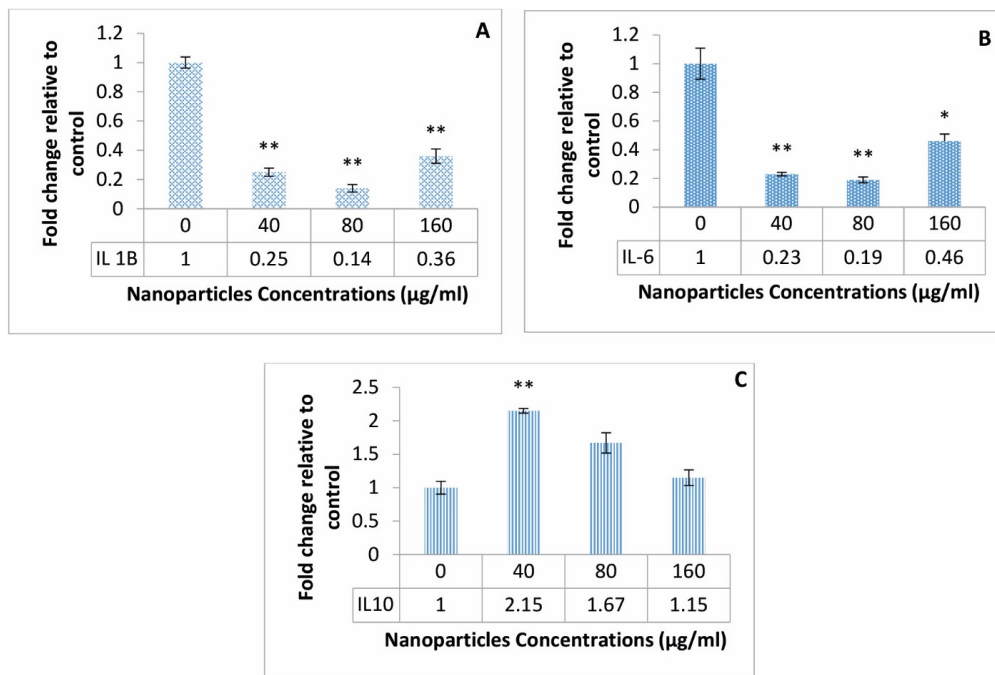 A
Fold change relative to
control
1.2
1
0.8
0.6
0.4
0.2
0
**
**
**
0 40 80 160
IL 1B 1 0.25 0.14 0.36
Nanoparticles Concentrations (µg/ml)
B
Fold change relative to
control
1.2
1
0.8
0.6
0.4
0.2
0
**
**
*
0 40 80 160
IL-6 1 0.23 0.19 0.46
Nanoparticles Concentrations (µg/ml)
C
Fold change relative to
control
2.5
2
1.5
1
0.5
0
**
0 40 80 160
IL10 1 2.15 1.67 1.15
Nanoparticles Concentrations (µg/ml)